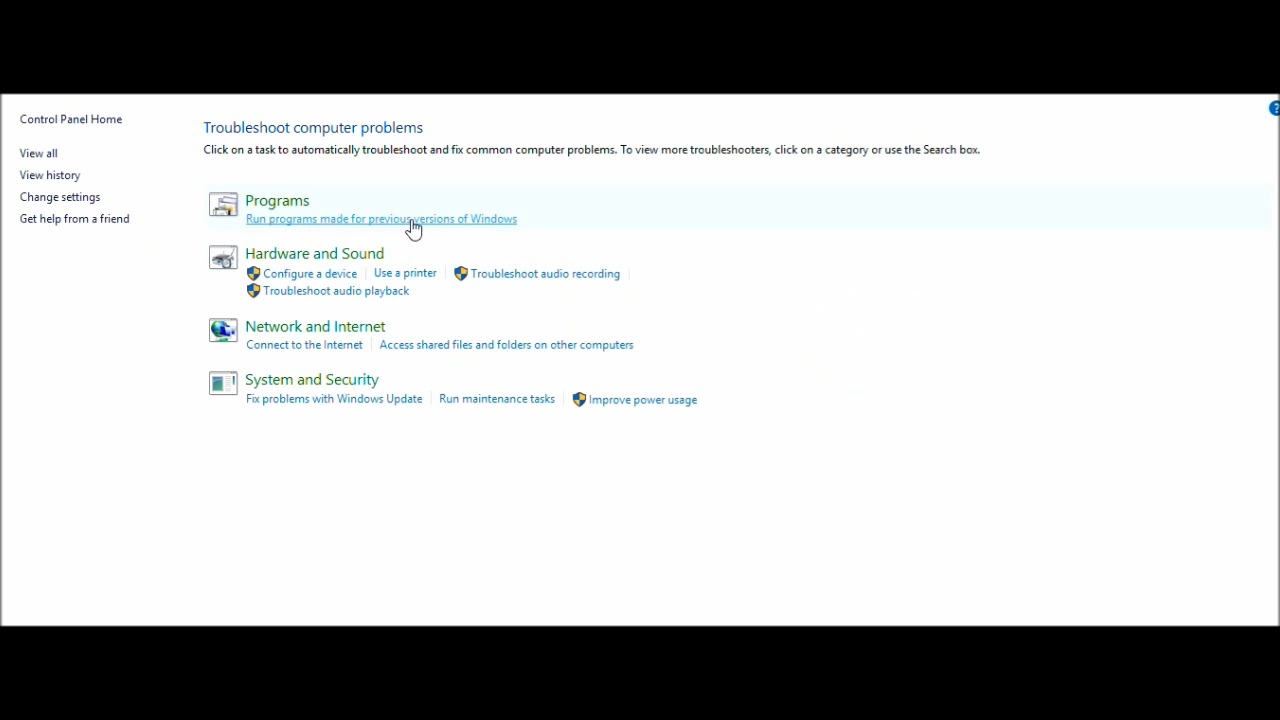 Control Panel Home
View all
View history
Change settings
Get help from a friend
Troubleshoot computer problems
Click on a task to automatically troubleshoot and fix common computer problems. To view more troubleshooters, click on a category or use the Search box.
Programs
Run programs made for previous versions of Windows
Hardware and Sound
Configure a device Use a printer Troubleshoot audio recording
Troubleshoot audio playback
Network and Internet
Connect to the Internet Access shared files and folders on other computers
System and Security
Fix problems with Windows Update Run maintenance tasks Improve power usage
?